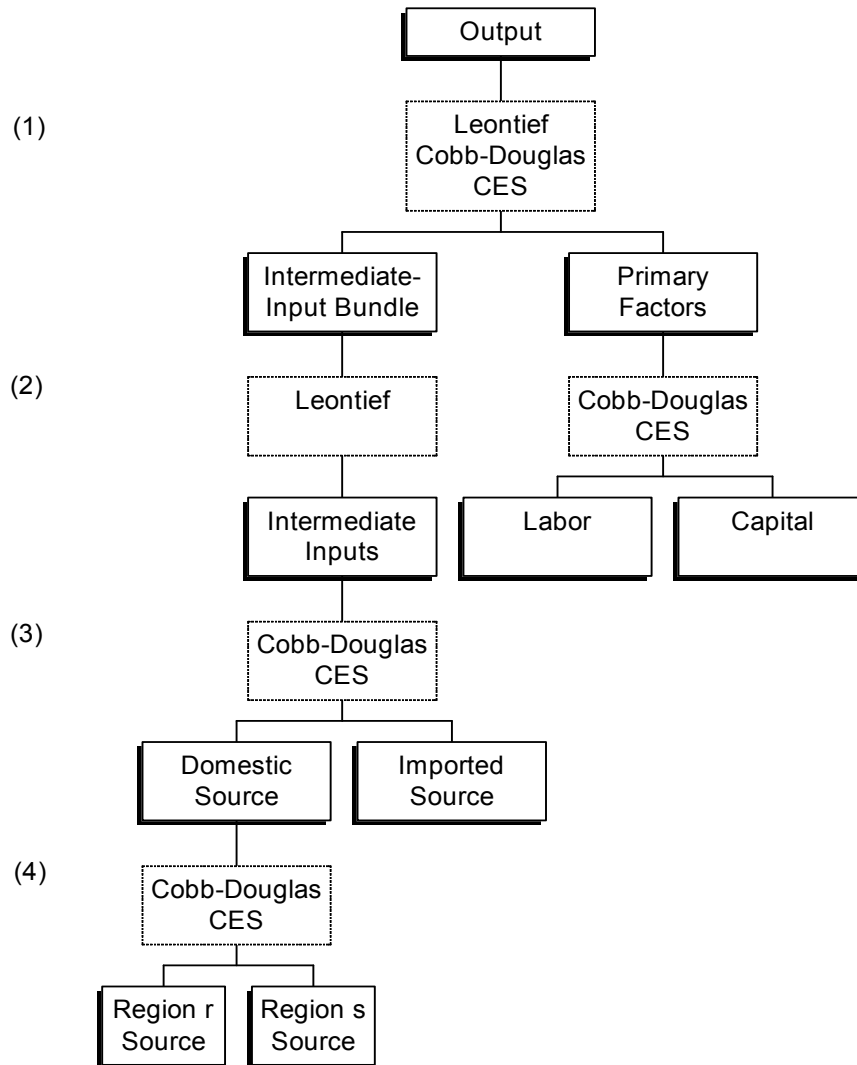 Output
(1)
Leontief
Cobb-Douglas
CES
Intermediate-
Input Bundle
Primary
Factors
(2)
Leontief
Cobb-Douglas
CES
Intermediate
Inputs
Labor
Capital
(3)
Cobb-Douglas
CES
Domestic
Source
Imported
Source
(4)
Cobb-Douglas
CES
Region r
Source
Region s
Source